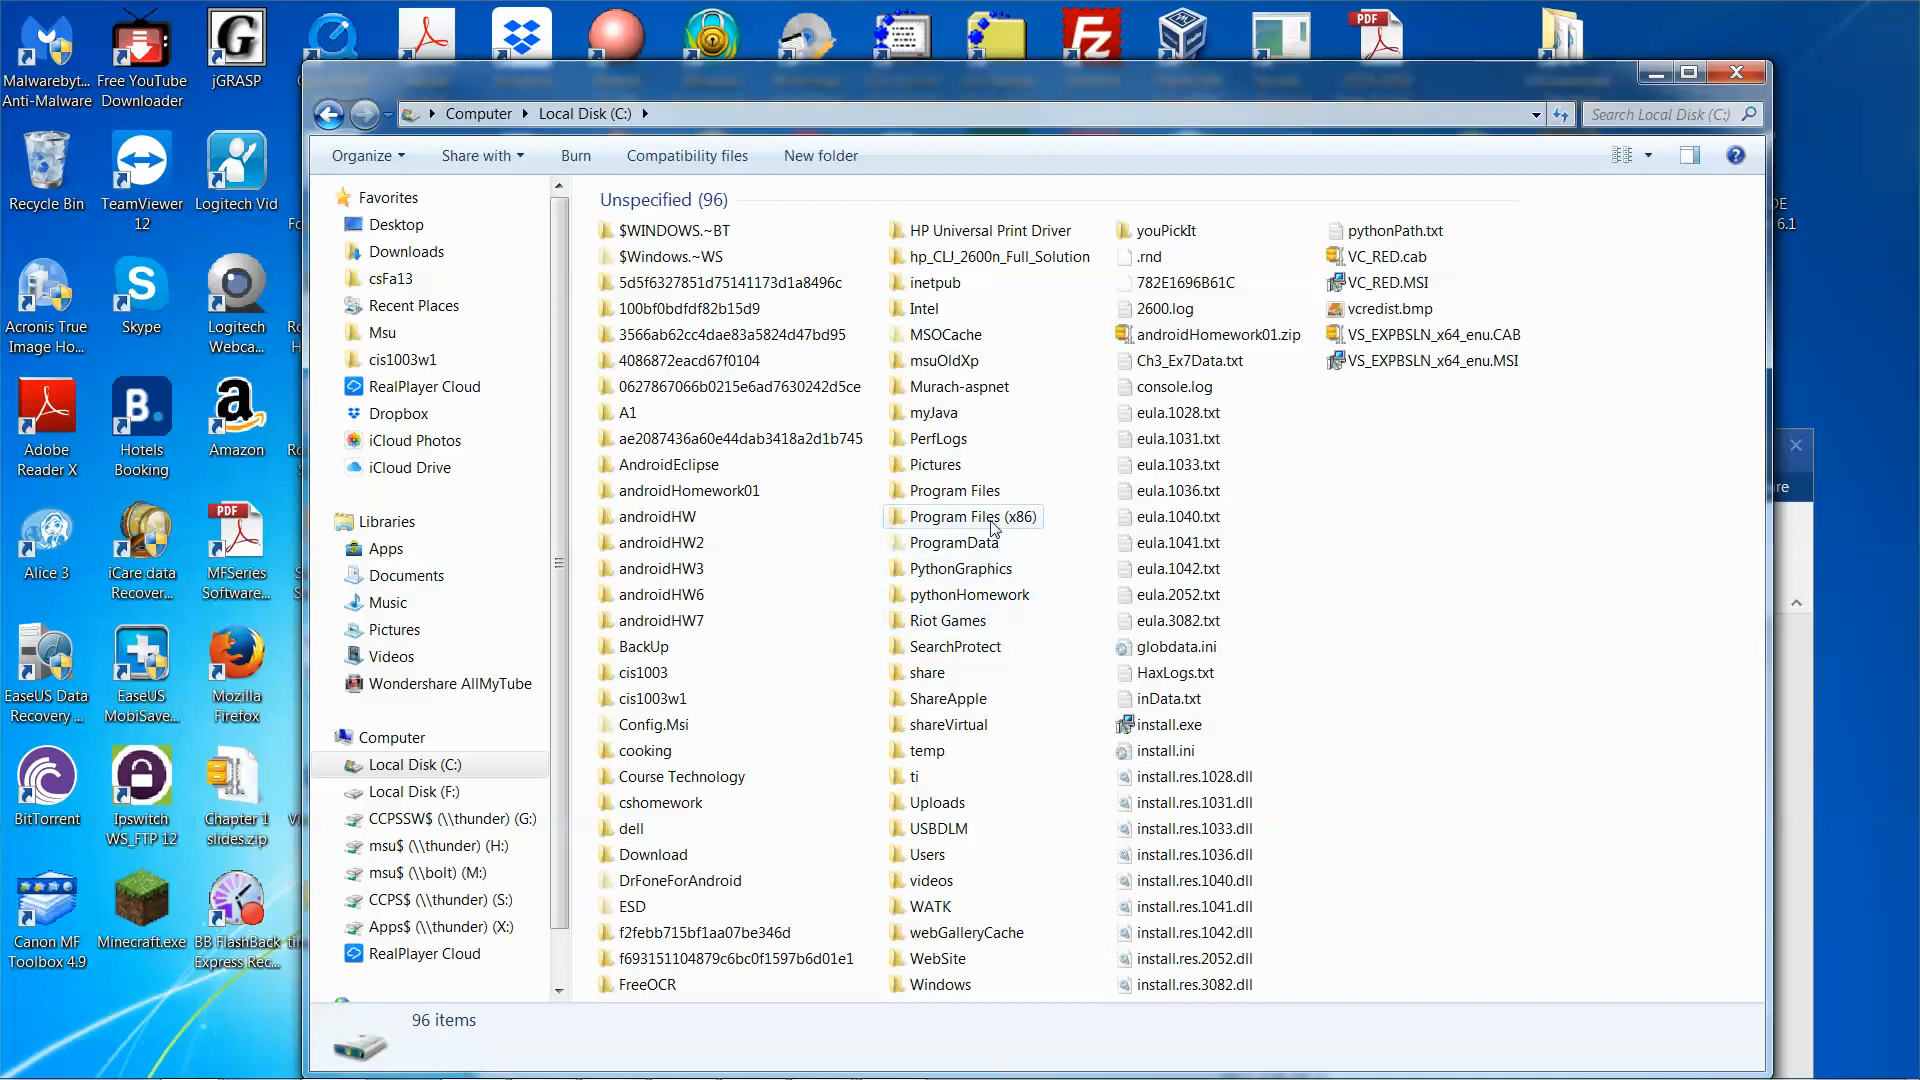 Malwarebyt...
Anti-Malware
Free YouTube
Downloader
jGRASP
Recycle Bin
TeamViewer
12
Logitech Vid
Acronis True
Image Ho...
Skype
Logitech
Webca...
Adobe
Reader X
Hotels
Booking
Amazon
Alice 3
iCare data
Recover...
MFSeries
Software...
EaseUS Data
Recovery ...
EaseUS
MobiSave...
Mozilla
Firefox
BitTorrent
Ipswitch
WS_FTP 12
Chapter 1
slides.zip
Canon MF
Toolbox 4.9
Minecraft.exe
BB FlashBack
Express Rec...
PDF
Computer
Local Disk (C:)
Search Local Disk (C:)
Organize
Share with
Burn
Compatibility files
New folder
Favorites
Desktop
Downloads
csFa13
Recent Places
Msu
cis1003w1
RealPlayer Cloud
Dropbox
iCloud Photos
iCloud Drive
Libraries
Apps
Documents
Music
Pictures
Videos
Wondershare AllMyTube
Computer
Local Disk (C:)
Local Disk (F:)
CCPSSW$ (\\thunder) (G:)
msu$ (\\thunder) (H:)
msu$ (\\bolt) (M:)
CCPS$ (\\thunder) (S:)
Apps$ (\\thunder) (X:)
RealPlayer Cloud
Unspecified (96)
$WINDOWS.~BT
$Windows.~WS
5d5f6327851d75141173d1a8496c
100bf0bdfdf82b15d9
3566ab62cc4dae83a5824d47bd95
4086872eacd67f0104
0627867066b0215e6ad7630242d5ce
A1
ae2087436a60e44dab3418a2d1b745
AndroidEclipse
androidHomework01
androidHW
androidHW2
androidHW3
androidHW6
androidHW7
BackUp
cis1003
cis1003w1
Config.Msi
cooking
Course Technology
cshomework
dell
Download
DrFoneForAndroid
ESD
f2febb715bf1aa07be346d
f693151104879c6bc0f1597b6d01e1
FreeOCR
HP Universal Print Driver
hp_CLJ_2600n_Full_Solution
inetpub
Intel
MSOCache
msuOldXp
Murach-aspnet
myJava
PerfLogs
Pictures
Program Files
Program Files (x86)
ProgramData
PythonGraphics
pythonHomework
Riot Games
SearchProtect
share
ShareApple
shareVirtual
temp
ti
Uploads
USBDLM
Users
videos
WATK
webGalleryCache
WebSite
Windows
youPickIt
.rnd
782E1696B61C
2600.log
androidHomework01.zip
Ch3_Ex7Data.txt
console.log
eula.1028.txt
eula.1031.txt
eula.1033.txt
eula.1036.txt
eula.1040.txt
eula.1041.txt
eula.1042.txt
eula.2052.txt
eula.3082.txt
globdata.ini
HaxLogs.txt
inData.txt
install.exe
install.ini
install.res.1028.dll
install.res.1031.dll
install.res.1033.dll
install.res.1036.dll
install.res.1040.dll
install.res.1041.dll
install.res.1042.dll
install.res.2052.dll
install.res.3082.dll
pythonPath.txt
VC_RED.cab
VC_RED.MSI
vcredist.bmp
VS_EXPBSLN_x64_enu.CAB
VS_EXPBSLN_x64_enu.MSI
96 items
6.1